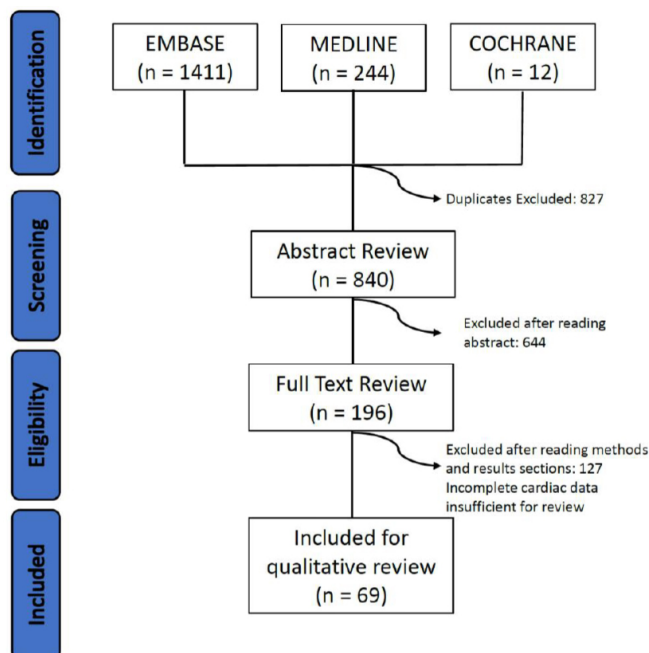 Identification
EMBASE
(n = 1411)
MEDLINE
(n = 244)
COCHRANE
(n = 12)
Duplicates Excluded: 827
Screening
Abstract Review
(n = 840)
Excluded after reading
abstract: 644
Eligibility
Full Text Review
(n = 196)
Excluded after reading methods
and results sections: 127
Incomplete cardiac data
insufficient for review
Included
Included for
qualitative review
(n = 69)